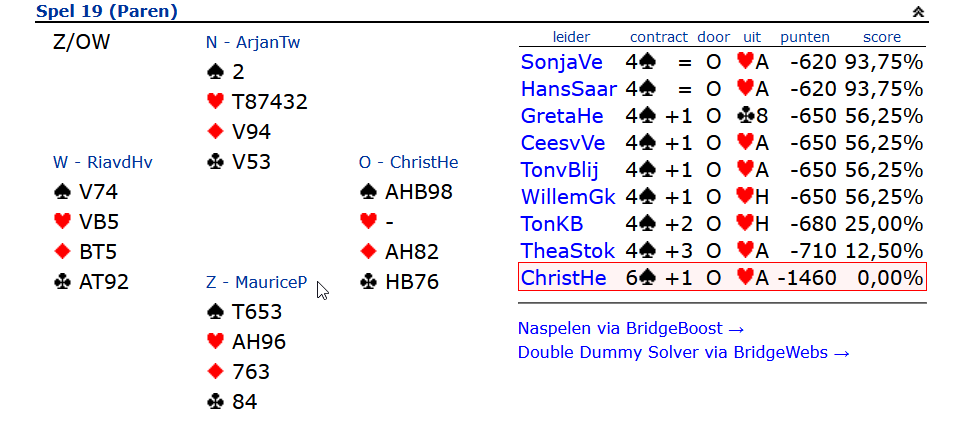 Spel 19 (Paren)
Z/OW
N - ArjanTw
♠ 2
♥ T87432
♦ V94
♣ V53
W - RiavdHv
♠ V74
♥ VB5
♦ BT5
♣ AT92
O - ChristHe
♠ AHB98
♥ -
♦ AH82
♣ HB76
Z - MauriceP
♠ T653
♥ AH96
♦ 763
♣ 84
leider contract door uit punten score
SonjaVe 4♠ = O ♥A -620 93,75%
HansSaar 4♠ = O ♥A -620 93,75%
GretaHe 4♠ +1 O ♣8 -650 56,25%
CeesvVe 4♠ +1 O ♥A -650 56,25%
TonvBlij 4♠ +1 O ♥A -650 56,25%
WillemGk 4♠ +1 O ♥H -650 56,25%
TonKB 4♠ +2 O ♥H -680 25,00%
TheaStok 4♠ +3 O ♥A -710 12,50%
ChristHe 6♠ +1 O ♥A -1460 0,00%
Naspelen via BridgeBoost →
Double Dummy Solver via BridgeWebs →